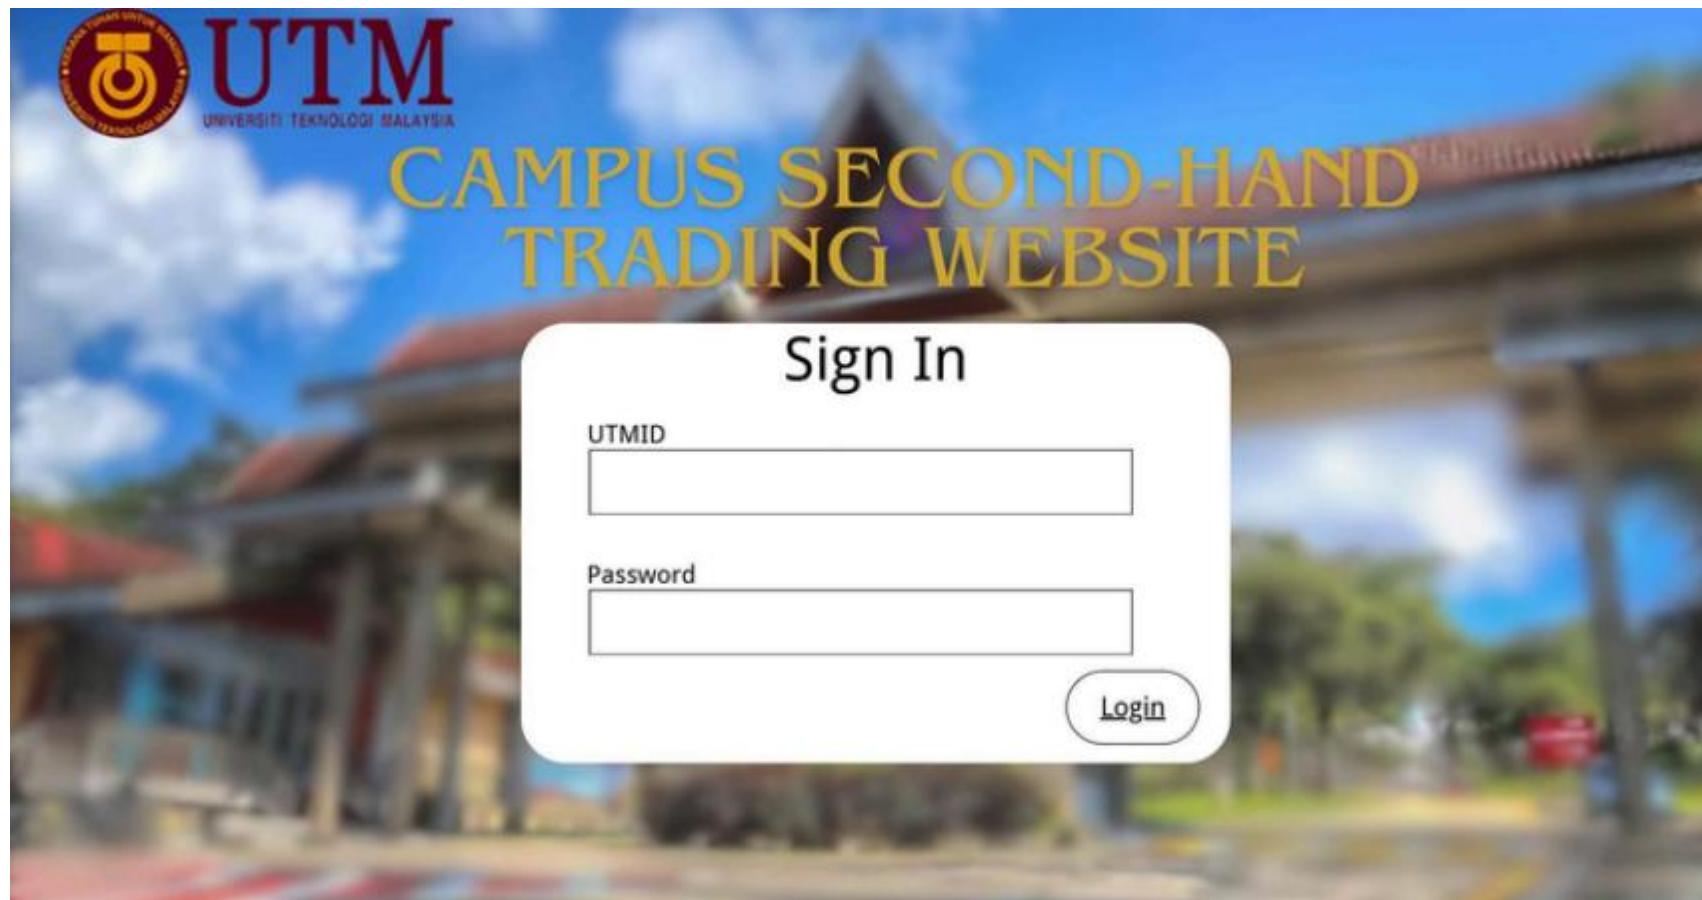 UTM
UNIVERSITI TEKNOLOGI MALAYSIA
CAMPUS SECOND-HAND
TRADING WEBSITE
Sign In
UTMID
Password
Login